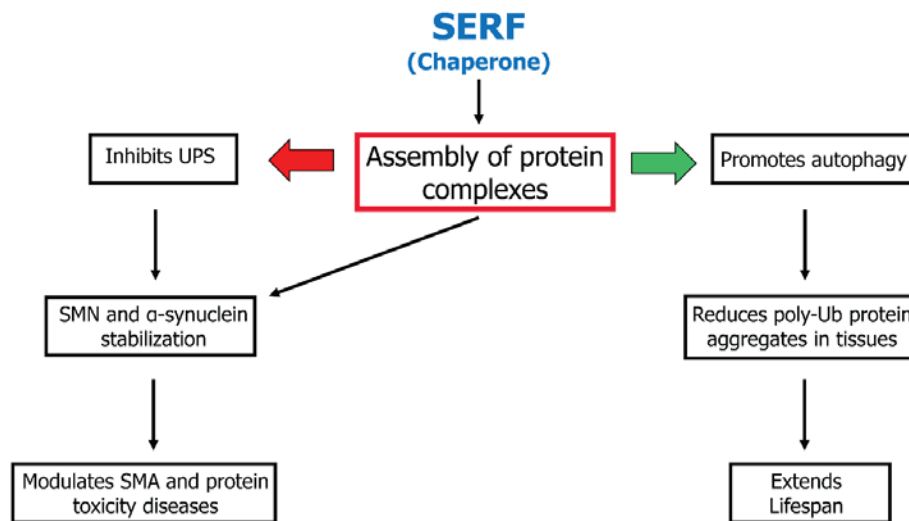 SERF
(Chaperone)
Inhibits UPS
Assembly of protein
complexes
Promotes autophagy
SMN and α-synuclein
stabilization
Reduces poly-Ub protein
aggregates in tissues
Modulates SMA and protein
toxicity diseases
Extends
Lifespan